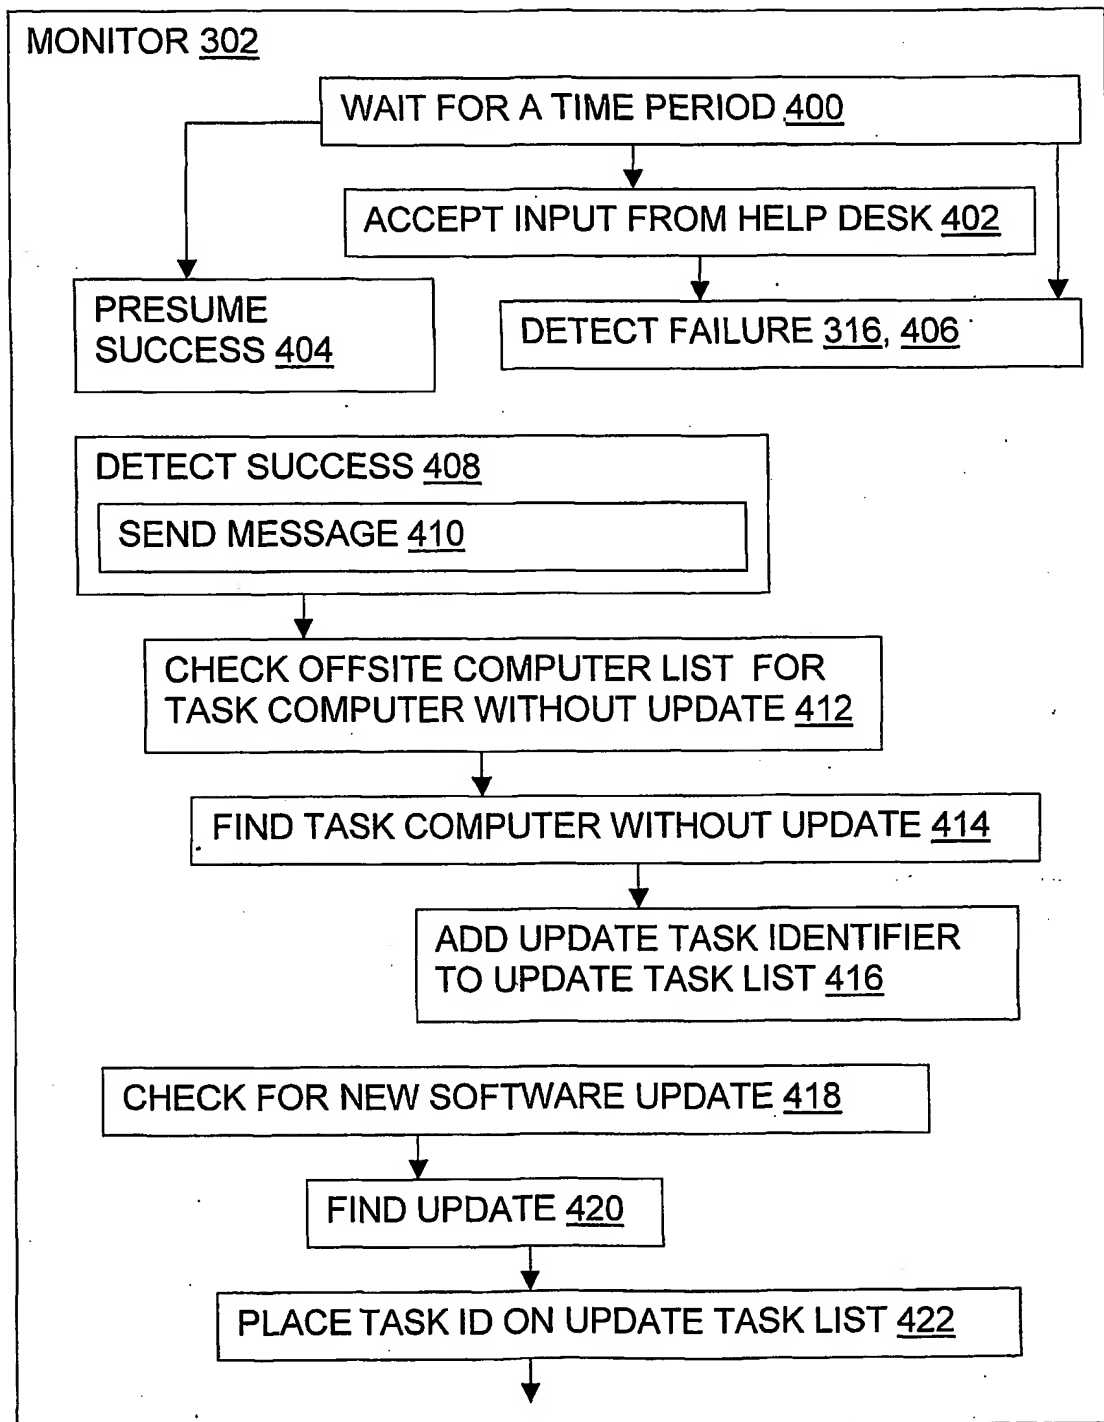 MONITOR 302
WAIT FOR A TIME PERIOD 400
ACCEPT INPUT FROM HELP DESK 402
PRESUME
SUCCESS 404
DETECT FAILURE 316, 406
DETECT SUCCESS 408
SEND MESSAGE 410
CHECK OFFSITE COMPUTER LIST FOR
TASK COMPUTER WITHOUT UPDATE 412
FIND TASK COMPUTER WITHOUT UPDATE 414
ADD UPDATE TASK IDENTIFIER
TO UPDATE TASK LIST 416
CHECK FOR NEW SOFTWARE UPDATE 418
FIND UPDATE 420
PLACE TASK ID ON UPDATE TASK LIST 422